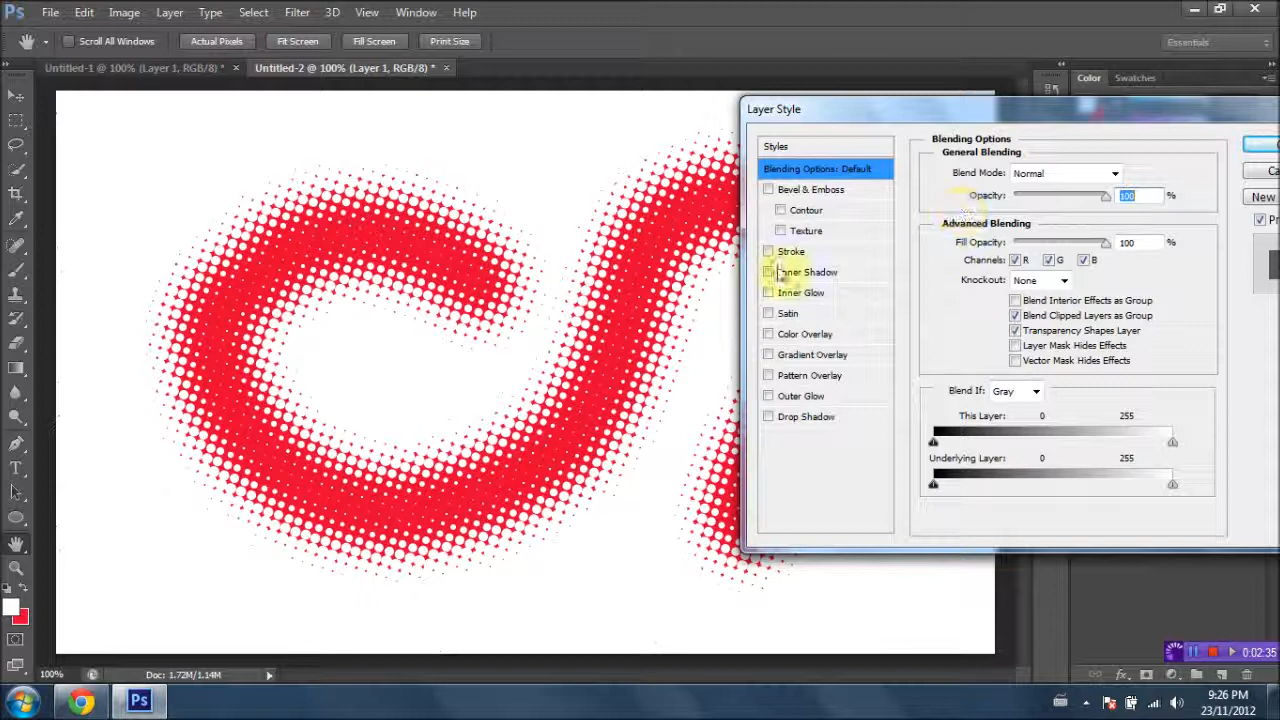 Ps File Edit Image Layer Type Select Filter 3D View Window Help
Scroll All Windows Actual Pixels Fit Screen Fill Screen Print Size Essentials
Untitled-1 @ 100% (Layer 1, RGB/8) * × Untitled-2 @ 100% (Layer 1, RGB/8) * × Color Swatches
Layer Style
Styles
Blending Options: Default
Bevel & Emboss
Contour
Texture
Stroke
Inner Shadow
Inner Glow
Satin
Color Overlay
Gradient Overlay
Pattern Overlay
Outer Glow
Drop Shadow
Blending Options
General Blending
Blend Mode: Normal
Opacity: 100 %
Advanced Blending
Fill Opacity: 100 %
Channels: R G B
Knockout: None
Blend Interior Effects as Group
Blend Clipped Layers as Group
Transparency Shapes Layer
Layer Mask Hides Effects
Vector Mask Hides Effects
Blend If: Gray
This Layer: 0 255
Underlying Layer: 0 255
New
T
0:02:35
100% Doc: 1.72M/1.14M
fx
Ps
9:26 PM
23/11/2012